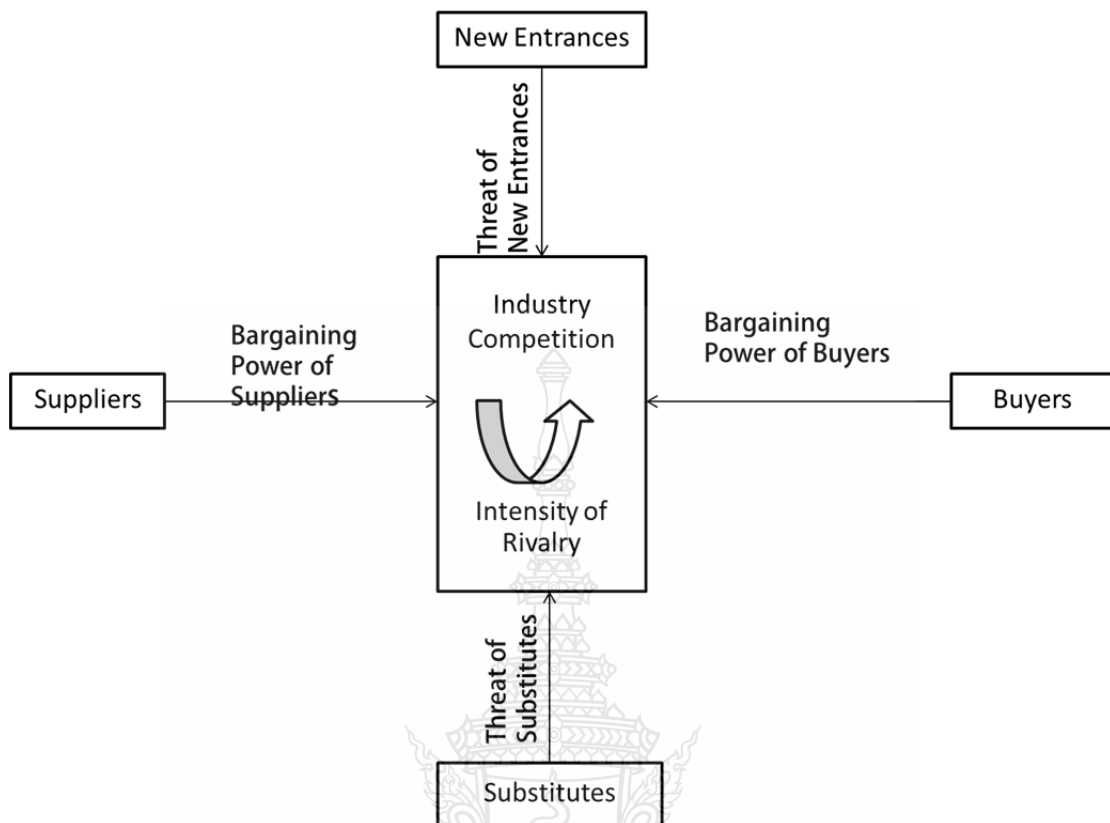 New Entrances
Threat of
New Entrances
Industry
Competition
Bargaining
Power of
Suppliers
Bargaining
Power of Buyers
Suppliers
Buyers
Intensity of
Rivalry
Threat of
Substitutes
Substitutes